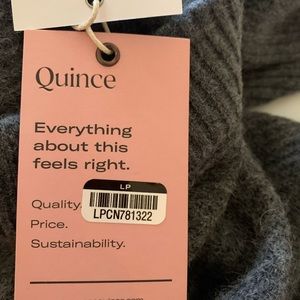 Quince
Everything
about this
feels right.
LP
Quality.
LPCN781322
Price.
Sustainability.